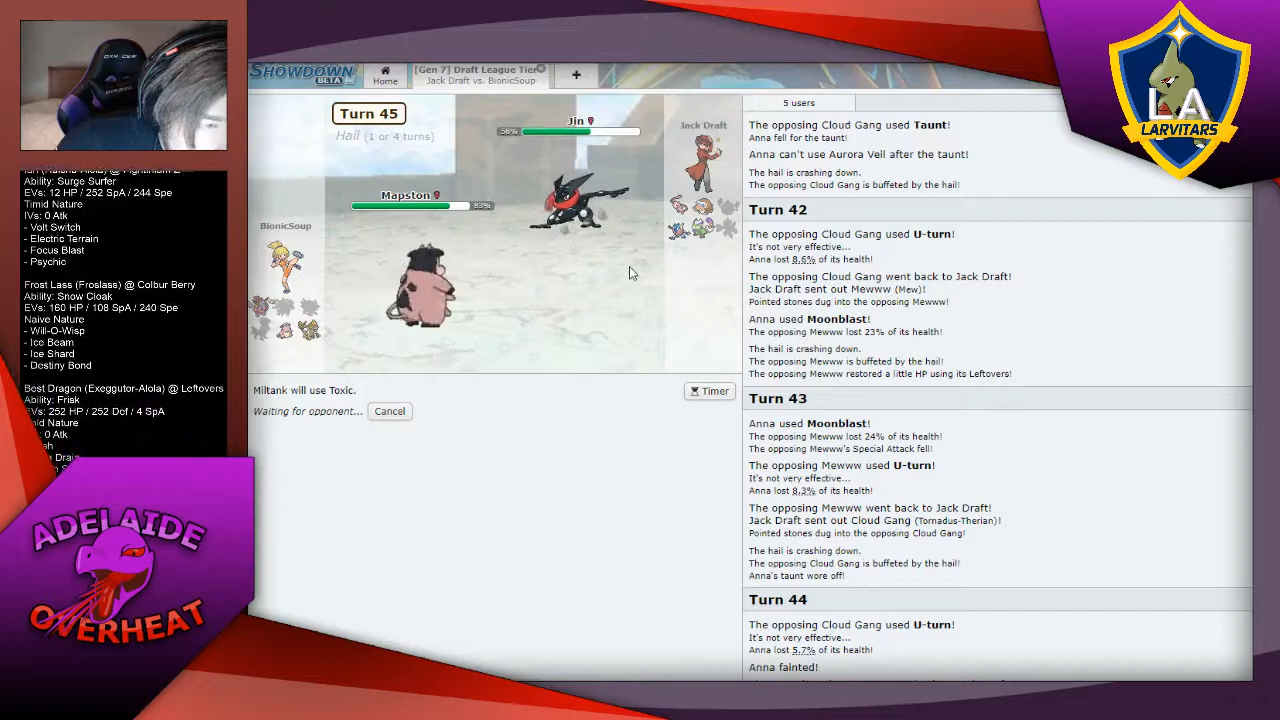 Iui (Raichu-Alola) @
Ability: Surge Surfer
EVs: 12 HP / 252 SpA / 244 Spe
Timid Nature
IVs: 0 Atk
- Volt Switch
- Electric Terrain
- Focus Blast
- Psychic
Frost Lass (Froslass) @ Colbur Berry
Ability: Snow Cloak
EVs: 160 HP / 108 SpA / 240 Spe
Naive Nature
- Will-O-Wisp
- Ice Beam
- Ice Shard
- Destiny Bond
Best Dragon (Exeggutor-Alola) @ Leftovers
Ability: Frisk
EVs: 252 HP / 252 Def / 4 SpA
Nature
0 Atk
Drain
ADELAIDE
OVERHEAT
SHOWDOWN
BETA
Home
[Gen 7] Draft League Tier
Jack Draft vs. BionicSoup
+
Turn 45
Hail (1 or 4 turns)
Jin
58%
Mapston
83%
BionicSoup
Jack Draft
Miltank will use Toxic.
Waiting for opponent...
Cancel
Timer
5 users
The opposing Cloud Gang used Taunt!
Anna fell for the taunt!
Anna can't use Aurora Veil after the taunt!
The hail is crashing down.
The opposing Cloud Gang is buffeted by the hail!
Turn 42
The opposing Cloud Gang used U-turn!
It's not very effective...
Anna lost 8.6% of its health!
The opposing Cloud Gang went back to Jack Draft!
Jack Draft sent out Mewww (Mew)!
Pointed stones dug into the opposing Mewww!
Anna used Moonblast!
The opposing Mewww lost 23% of its health!
The hail is crashing down.
The opposing Mewww is buffeted by the hail!
The opposing Mewww restored a little HP using its Leftovers!
Turn 43
Anna used Moonblast!
The opposing Mewww lost 24% of its health!
The opposing Mewww's Special Attack fell!
The opposing Mewww used U-turn!
It's not very effective...
Anna lost 8.3% of its health!
The opposing Mewww went back to Jack Draft!
Jack Draft sent out Cloud Gang (Tornadus-Therian)!
Pointed stones dug into the opposing Cloud Gang!
The hail is crashing down.
The opposing Cloud Gang is buffeted by the hail!
Anna's taunt wore off!
Turn 44
The opposing Cloud Gang used U-turn!
It's not very effective...
Anna lost 5.7% of its health!
Anna fainted!
LA
LARVITARS